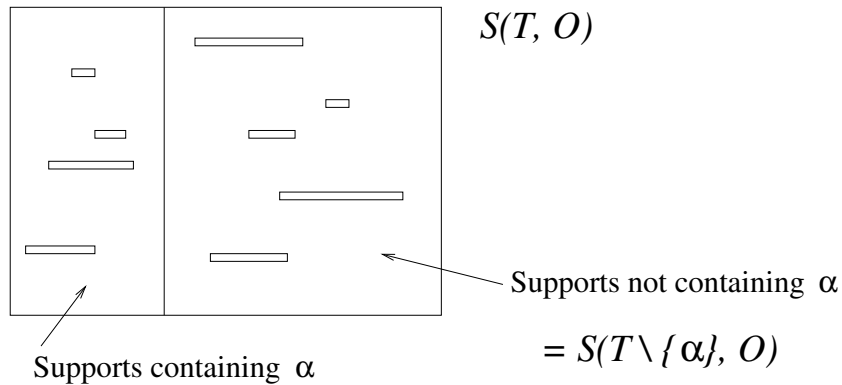 S(T, O)
Supports not containing α
= S(T \ {α}, O)
Supports containing α